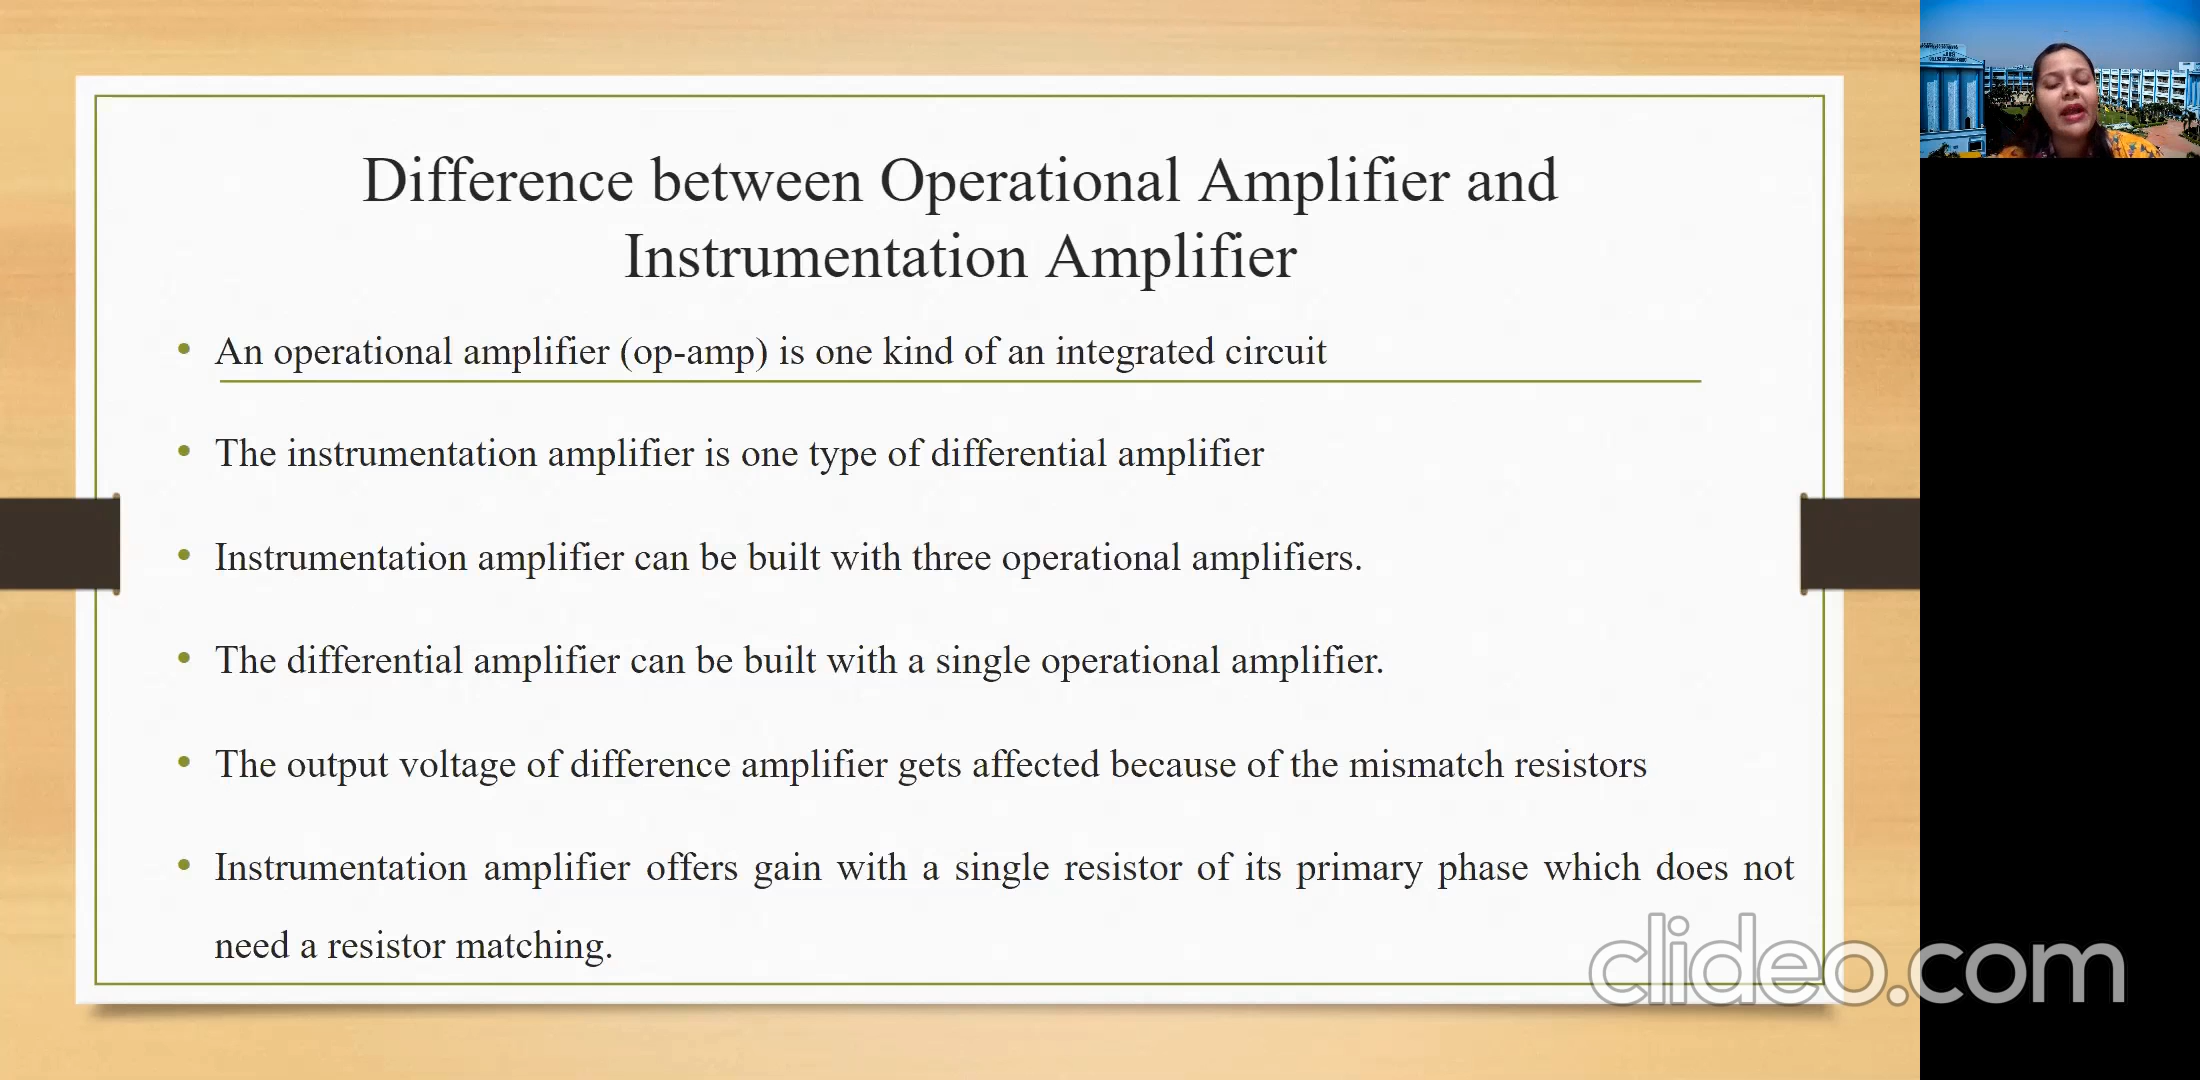 Difference between Operational Amplifier and
Instrumentation Amplifier
• An operational amplifier (op-amp) is one kind of an integrated circuit
• The instrumentation amplifier is one type of differential amplifier
• Instrumentation amplifier can be built with three operational amplifiers.
• The differential amplifier can be built with a single operational amplifier.
• The output voltage of difference amplifier gets affected because of the mismatch resistors
• Instrumentation amplifier offers gain with a single resistor of its primary phase which does not
need a resistor matching.
clideo.com